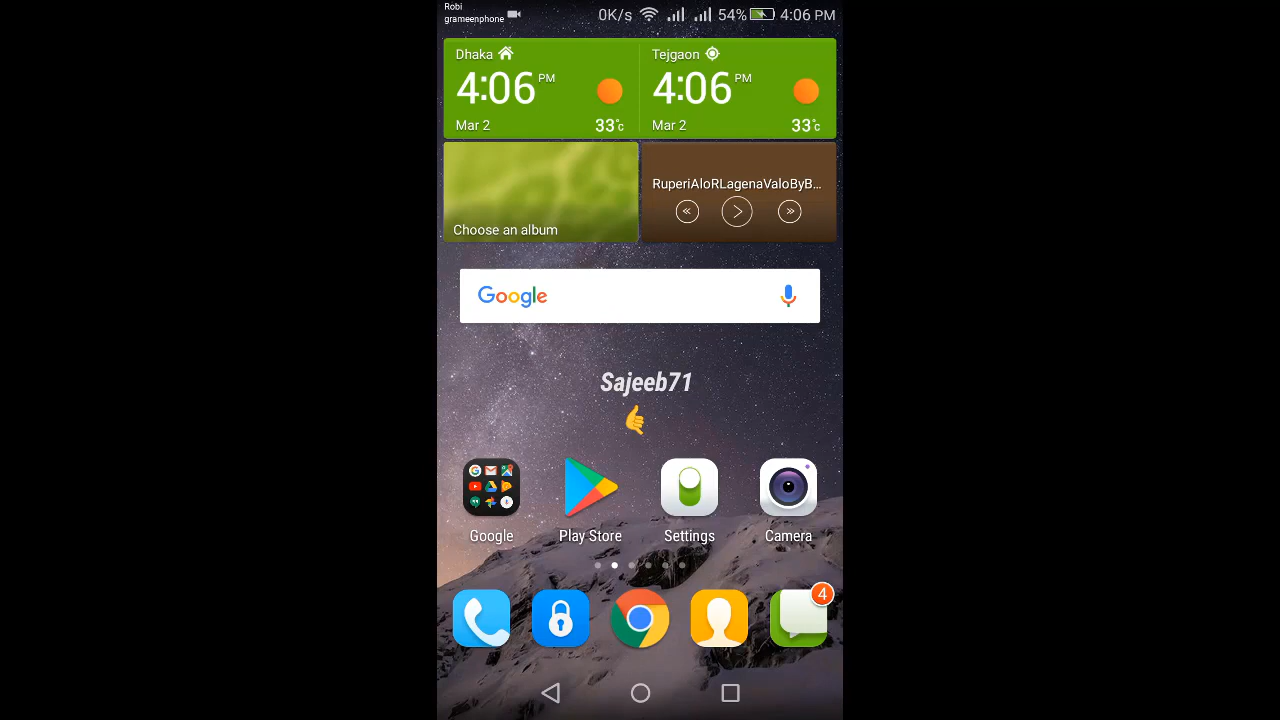 Robi
grameenphone
0K/s 54% 4:06 PM
Dhaka
4:06 PM
Mar 2 33°c
Tejgaon
4:06 PM
Mar 2 33°c
Choose an album
RuperiAloRLagenaValoByB...
Google
Sajeeb71
Google Play Store Settings Camera
4